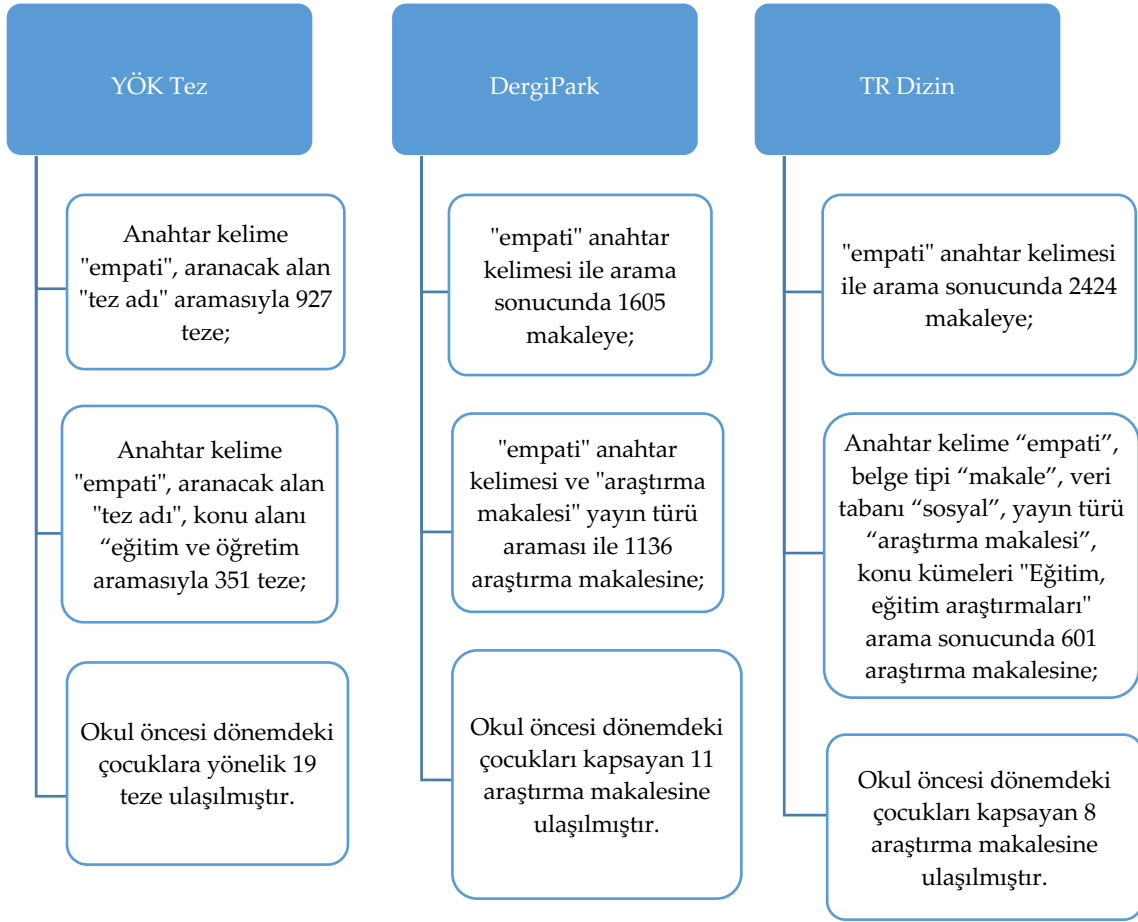 YÖK Tez
Anahtar kelime
"empati", aranacak alan
"tez adı" aramasıyla 927
teze;
Anahtar kelime
"empati", aranacak alan
"tez adı", konu alanı
“eğitim ve öğretim
aramasıyla 351 teze;
Okul öncesi dönemdeki
çocuklara yönelik 19
teze ulaşılmıştır.
DergiPark
"empati" anahtar
kelimesi ile arama
sonucunda 1605
makaleye;
"empati" anahtar
kelimesi ve "araştırma
makalesi" yayın türü
araması ile 1136
araştırma makalesine;
Okul öncesi dönemdeki
çocukları kapsayan 11
araştırma makalesine
ulaşılmıştır.
TR Dizin
"empati" anahtar kelimesi
ile arama sonucunda 2424
makaleye;
Anahtar kelime “empati”,
belge tipi “makale”, veri
tabanı “sosyal”, yayın türü
“araştırma makalesi”,
konu kümeleri "Eğitim,
eğitim araştırmaları"
arama sonucunda 601
araştırma makalesine;
Okul öncesi dönemdeki
çocukları kapsayan 8
araştırma makalesine
ulaşılmıştır.